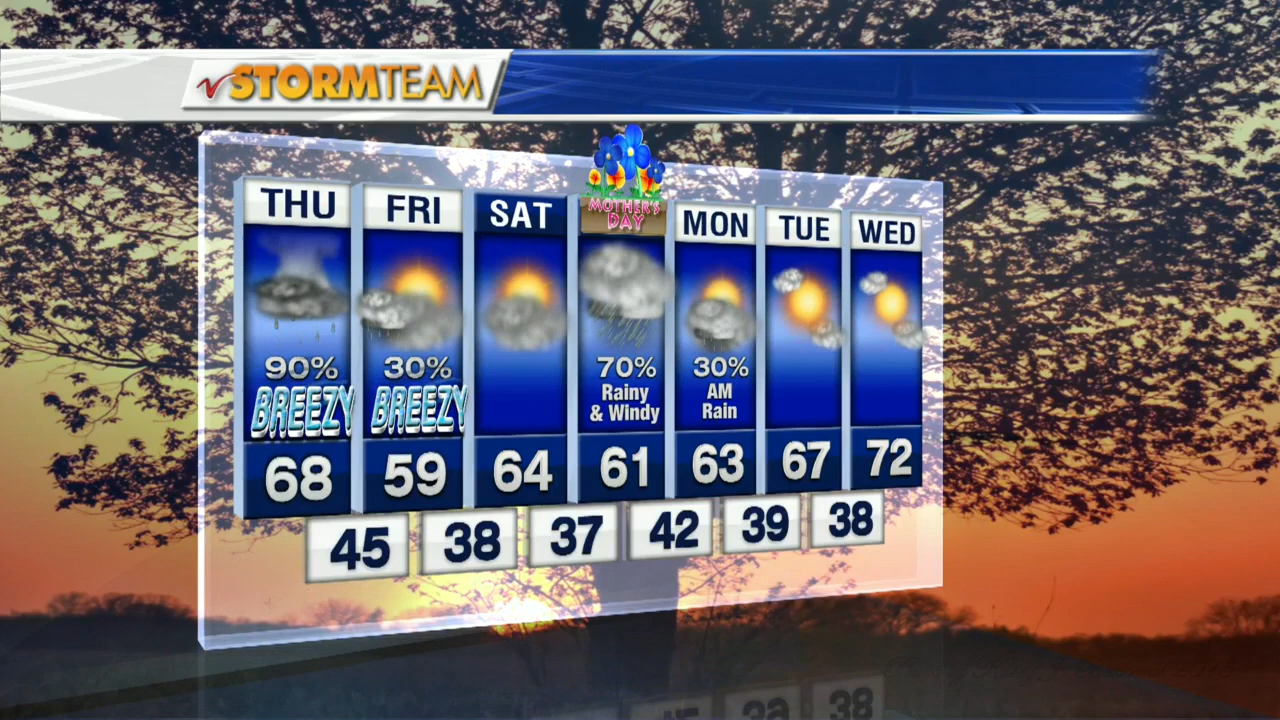 STORMTEAM
THU
FRI
SAT
MOTHER'S
DAY
MON
TUE
WED
90%
BREEZY
30%
BREEZY
70%
Rainy
& Windy
30%
AM
Rain
68
59
64
61
63
67
72
45
38
37
42
39
38